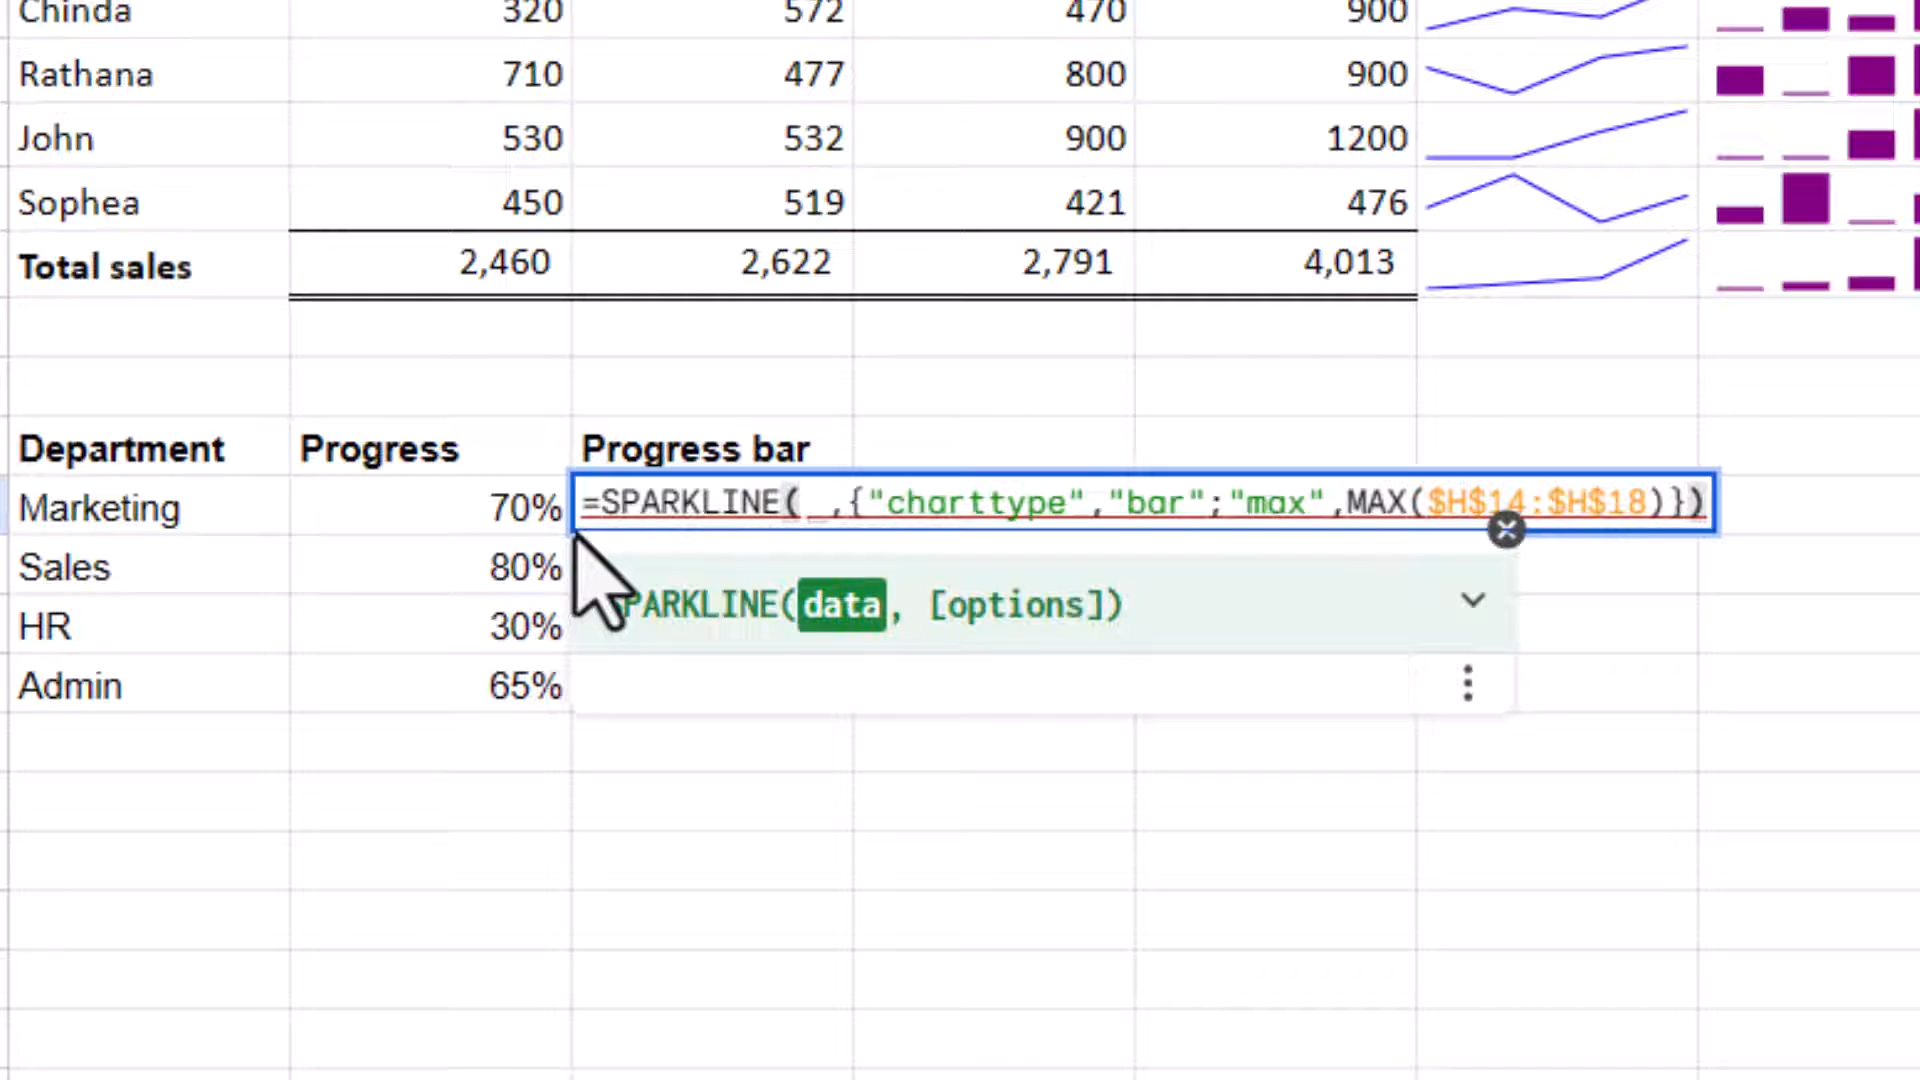 Chinda 320 572 470 900
Rathana 710 477 800 900
John 530 532 900 1200
Sophea 450 519 421 476
Total sales 2,460 2,622 2,791 4,013
Department Progress Progress bar
Marketing 70% =SPARKLINE( ,{"charttype","bar";"max",MAX($H$14:$H$18)})
Sales 80% PARKLINE(data, [options])
HR 30%
Admin 65%